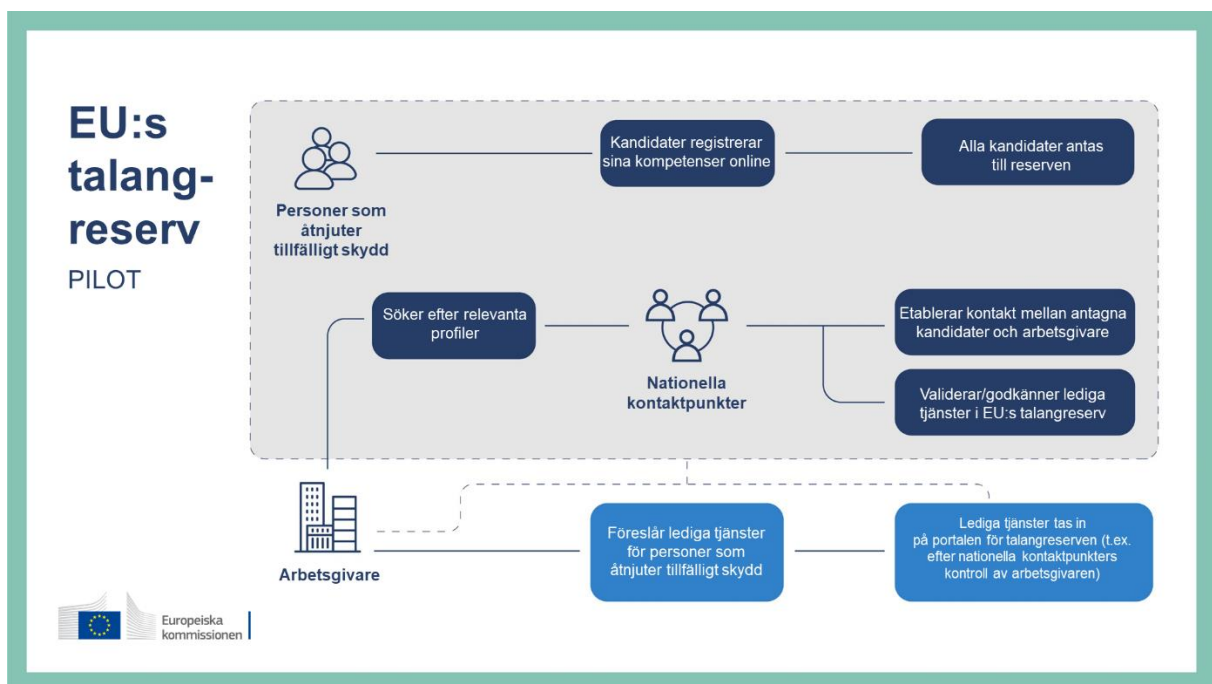 EU:s
talang-
reserv
PILOT
Personer som
åtnjuter
tillfälligt skydd
Kandidater registrerar
sina kompetenser online
Alla kandidater antas
till reserven
Söker efter relevanta
profiler
Nationella
kontaktpunkter
Etablerar kontakt mellan antagna
kandidater och arbetsgivare
Validerar/godkänner lediga
tjänster i EU:s talangreserv
Arbetsgivare
Föreslår lediga tjänster
för personer som
åtnjuter tillfälligt skydd
Lediga tjänster tas in
på portalen för talangreserven (t.ex.
efter nationella kontaktpunkters
kontroll av arbetsgivaren)
Europeiska
kommissionen